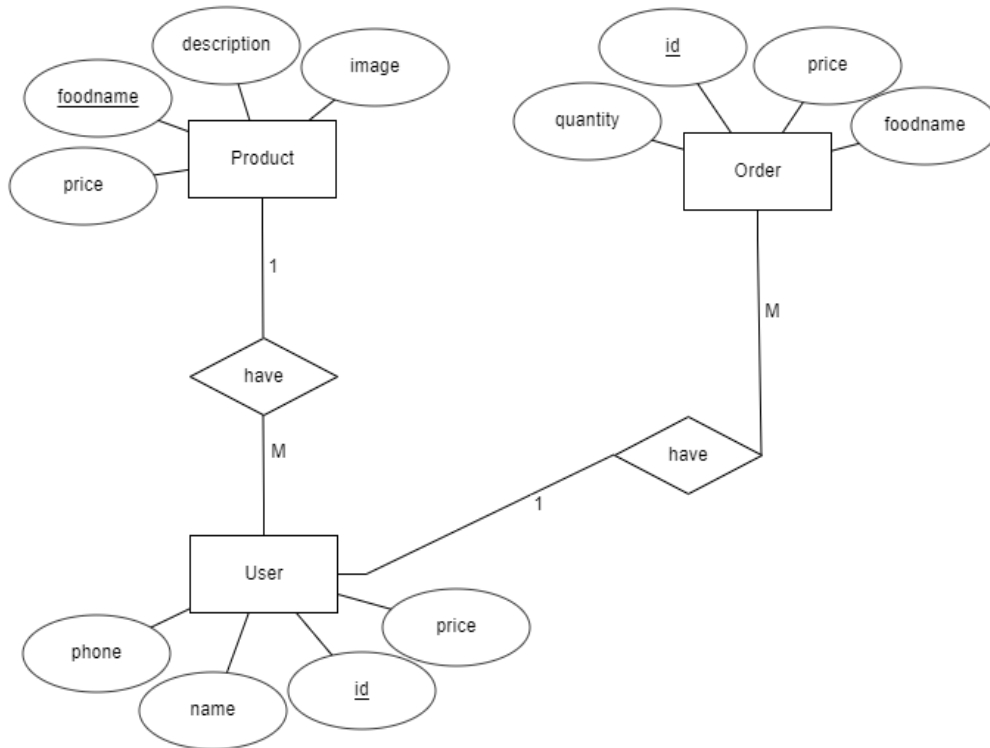 description
id
image
price
foodname
quantity
foodname
Product
Order
price
1
M
have
have
M
1
User
price
phone
id
name